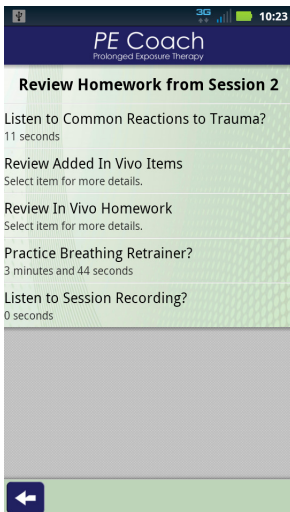 3G 10:23
PE Coach
Prolonged Exposure Therapy
Review Homework from Session 2
Listen to Common Reactions to Trauma?
11 seconds
Review Added In Vivo Items
Select item for more details.
Review In Vivo Homework
Select item for more details.
Practice Breathing Retrainer?
3 minutes and 44 seconds
Listen to Session Recording?
0 seconds